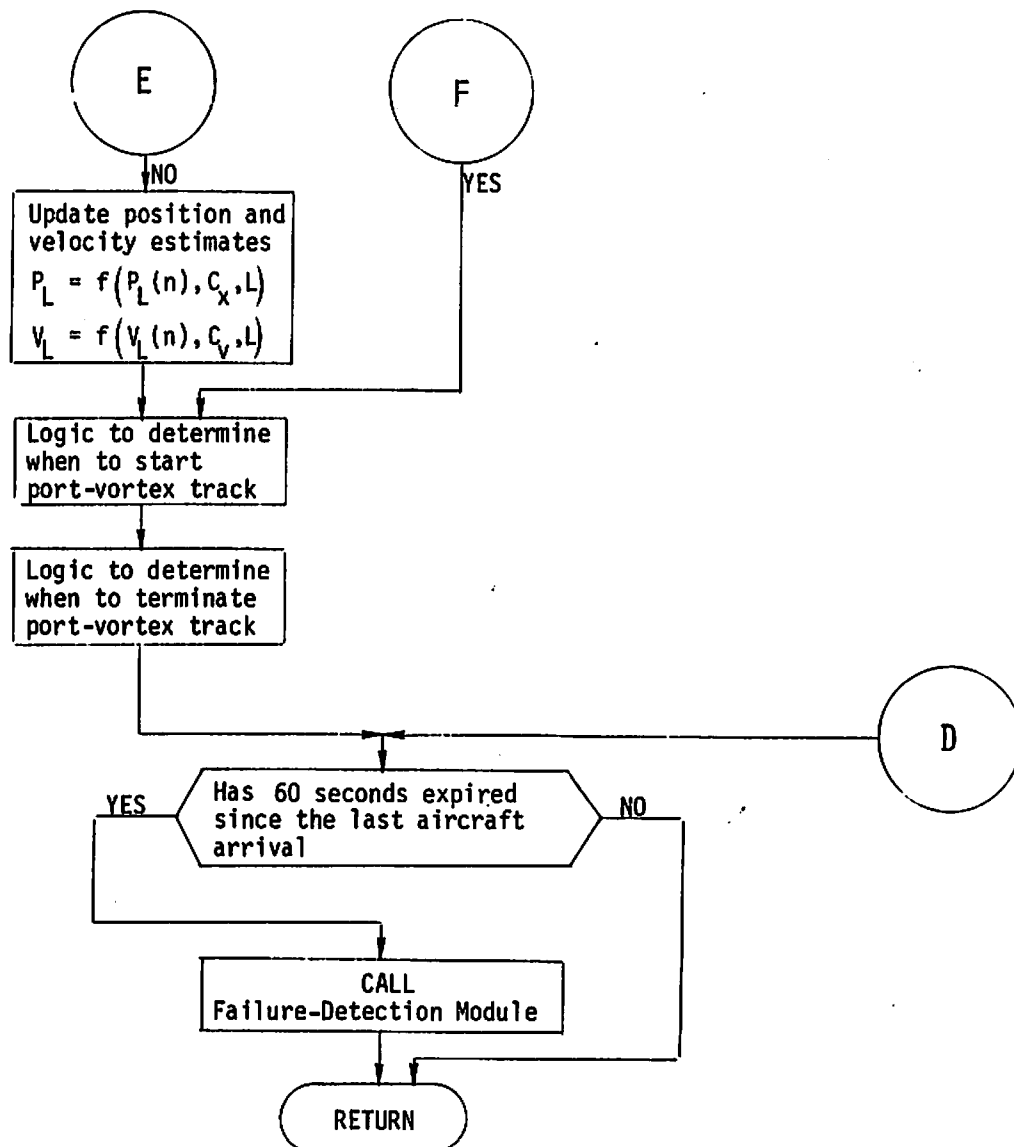 E
F
NO
YES
Update position and
velocity estimates
P_L = f(P_L(n), C_x, L)
V_L = f(V_L(n), C_v, L)
Logic to determine
when to start
port-vortex track
Logic to determine
when to terminate
port-vortex track
D
YES
Has 60 seconds expired
since the last aircraft
arrival
NO
CALL
Failure-Detection Module
RETURN